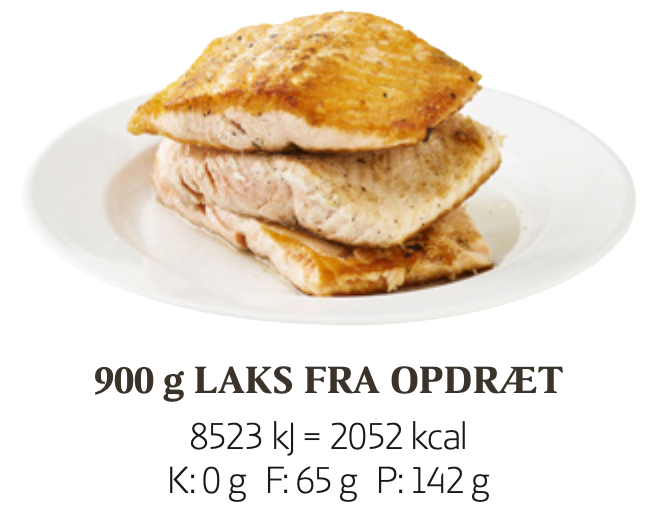 900 g LAKS FRA OPDRÆT
8523 kJ = 2052 kcal
K: 0 g F: 65 g P: 142 g